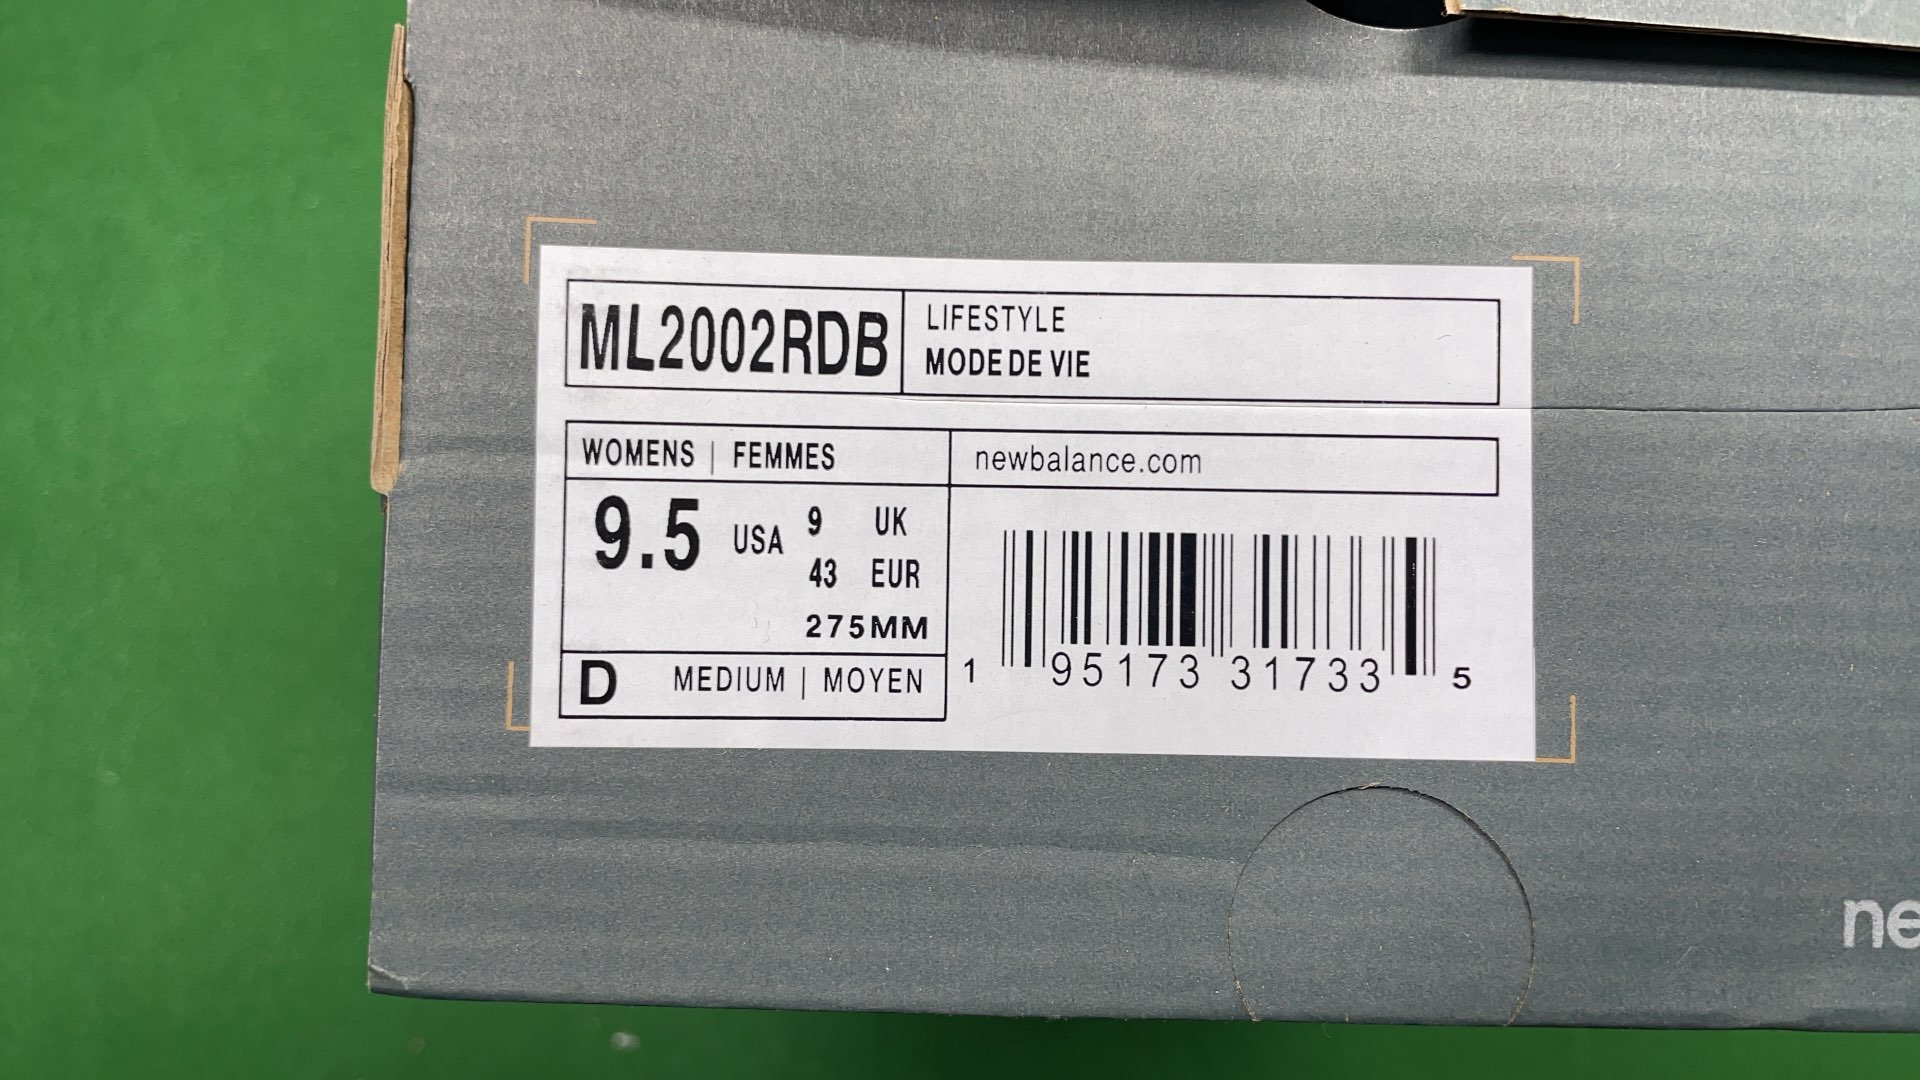 ML2002RDB
LIFESTYLE
MODE DE VIE
WOMENS | FEMMES
newbalance.com
9.5 USA
9 UK
43 EUR
275MM
D MEDIUM | MOYEN
1 95173 31733 5
ne